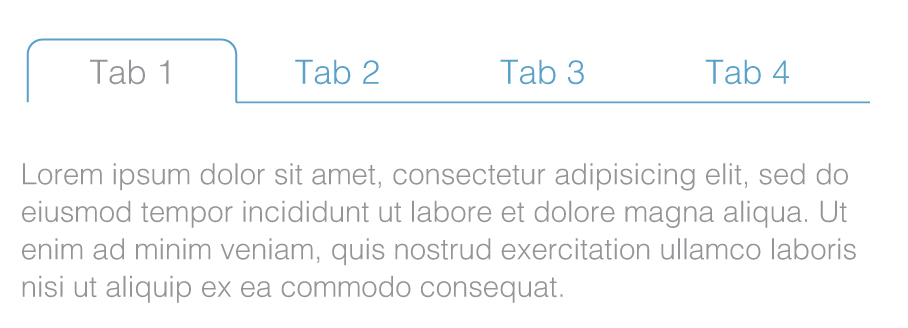 Tab 1 Tab 2 Tab 3 Tab 4
Lorem ipsum dolor sit amet, consectetur adipisicing elit, sed do
eiusmod tempor incididunt ut labore et dolore magna aliqua. Ut
enim ad minim veniam, quis nostrud exercitation ullamco laboris
nisi ut aliquip ex ea commodo consequat.